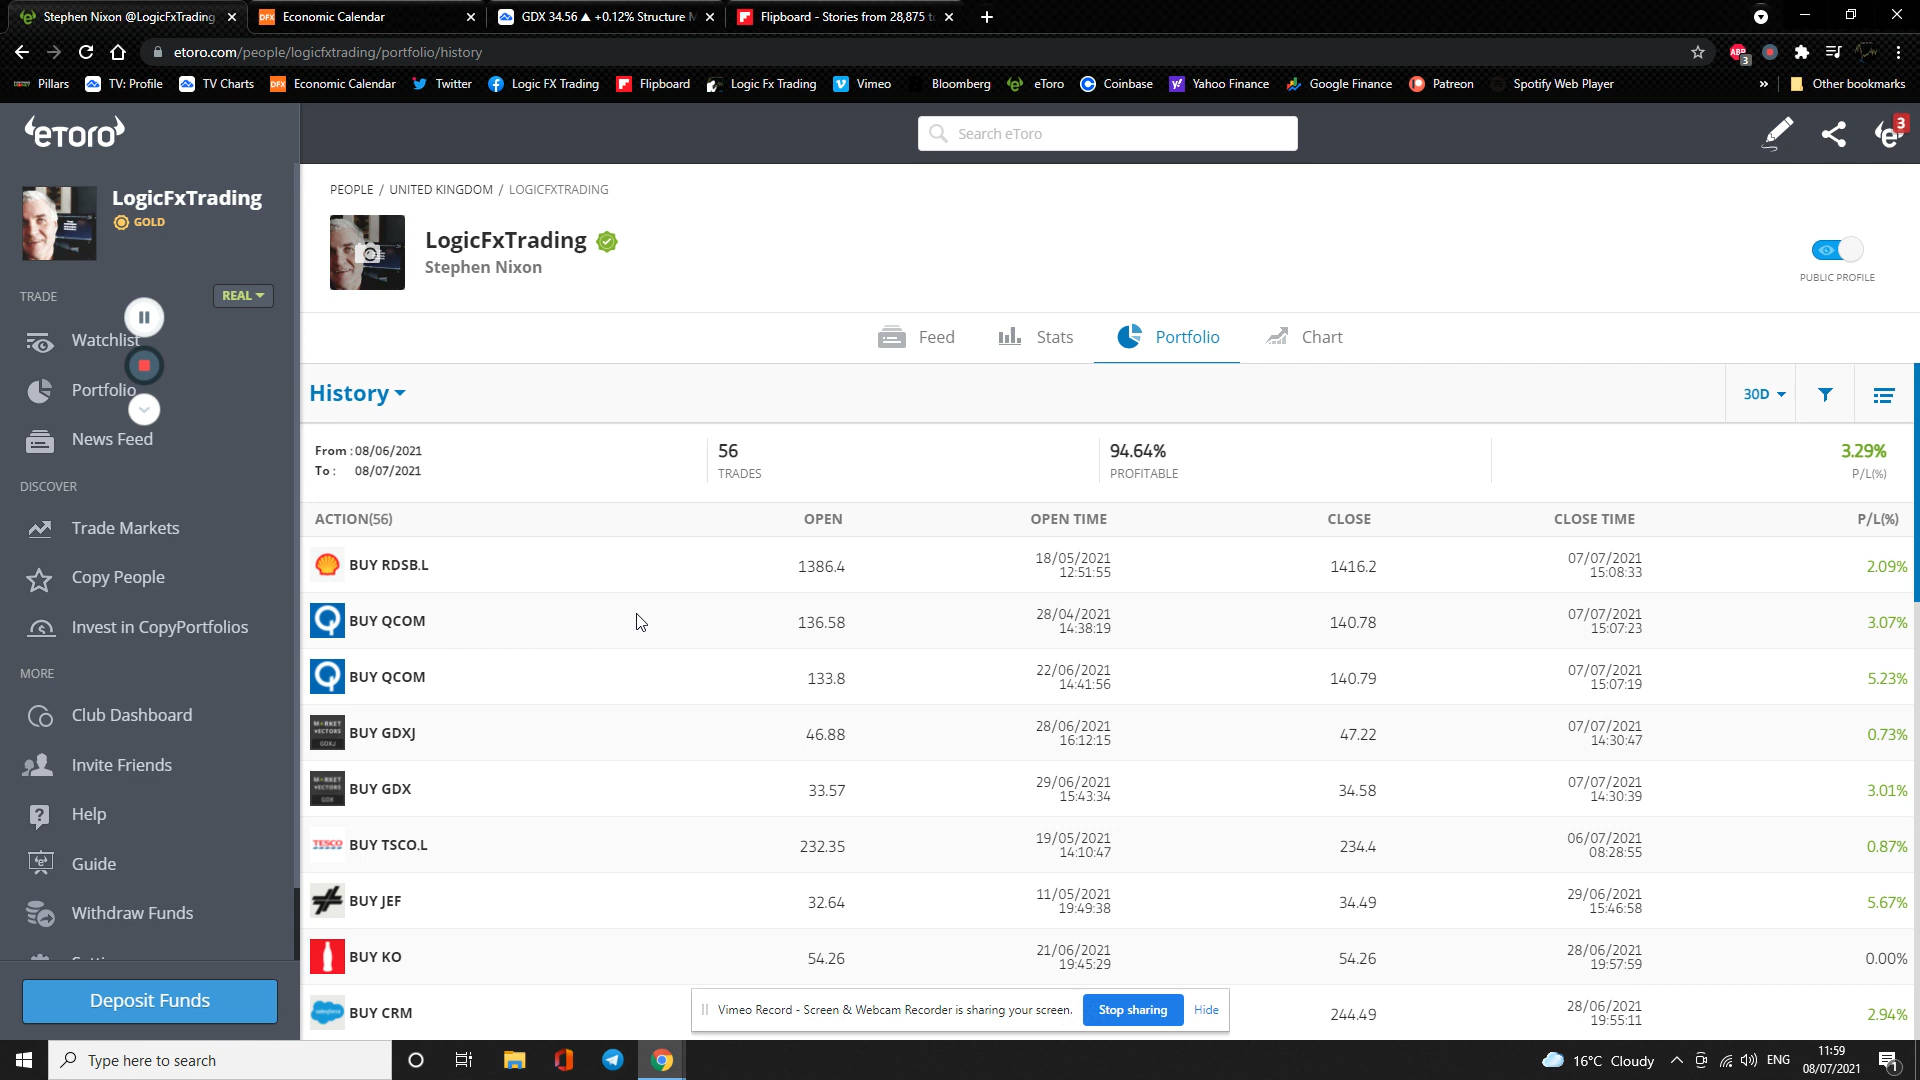 Stephen Nixon @LogicFxTrading
Economic Calendar
GDX 34.56 ▲ +0.12% Structure
Flipboard - Stories from 28,875
etoro.com/people/logicfxtrading/portfolio/history
ABP
3
Pillars
TV: Profile
TV Charts
Economic Calendar
Twitter
Logic FX Trading
Flipboard
Logic Fx Trading
Vimeo
Bloomberg
eToro
Coinbase
Yahoo Finance
Google Finance
Patreon
Spotify Web Player
»
Other bookmarks
eToro
Search eToro
3
LogicFxTrading
GOLD
TRADE
REAL
Watchlist
Portfolio
News Feed
DISCOVER
Trade Markets
Copy People
Invest in CopyPortfolios
MORE
Club Dashboard
Invite Friends
Help
Guide
Withdraw Funds
Deposit Funds
PEOPLE / UNITED KINGDOM / LOGICFXTRADING
LogicFxTrading
Stephen Nixon
PUBLIC PROFILE
Feed
Stats
Portfolio
Chart
History
30D
From : 08/06/2021
To : 08/07/2021
56
TRADES
94.64%
PROFITABLE
3.29%
P/L(%)
ACTION(56) OPEN OPEN TIME CLOSE CLOSE TIME P/L(%)
BUY RDSB.L 1386.4 18/05/2021 12:51:55 1416.2 07/07/2021 15:08:33 2.09%
BUY QCOM 136.58 28/04/2021 14:38:19 140.78 07/07/2021 15:07:23 3.07%
BUY QCOM 133.8 22/06/2021 14:41:56 140.79 07/07/2021 15:07:19 5.23%
MARKET VECTORS GDXJ
BUY GDXJ 46.88 28/06/2021 16:12:15 47.22 07/07/2021 14:30:47 0.73%
MARKET VECTORS GDX
BUY GDX 33.57 29/06/2021 15:43:34 34.58 07/07/2021 14:30:39 3.01%
TESCO
BUY TSCO.L 232.35 19/05/2021 14:10:47 234.4 06/07/2021 08:28:55 0.87%
BUY JEF 32.64 11/05/2021 19:49:38 34.49 29/06/2021 15:46:58 5.67%
BUY KO 54.26 21/06/2021 19:45:29 54.26 28/06/2021 19:57:59 0.00%
BUY CRM 244.49 28/06/2021 19:55:11 2.94%
Vimeo Record - Screen & Webcam Recorder is sharing your screen.
Stop sharing
Hide
Type here to search
16°C Cloudy
ENG
11:59
08/07/2021
1